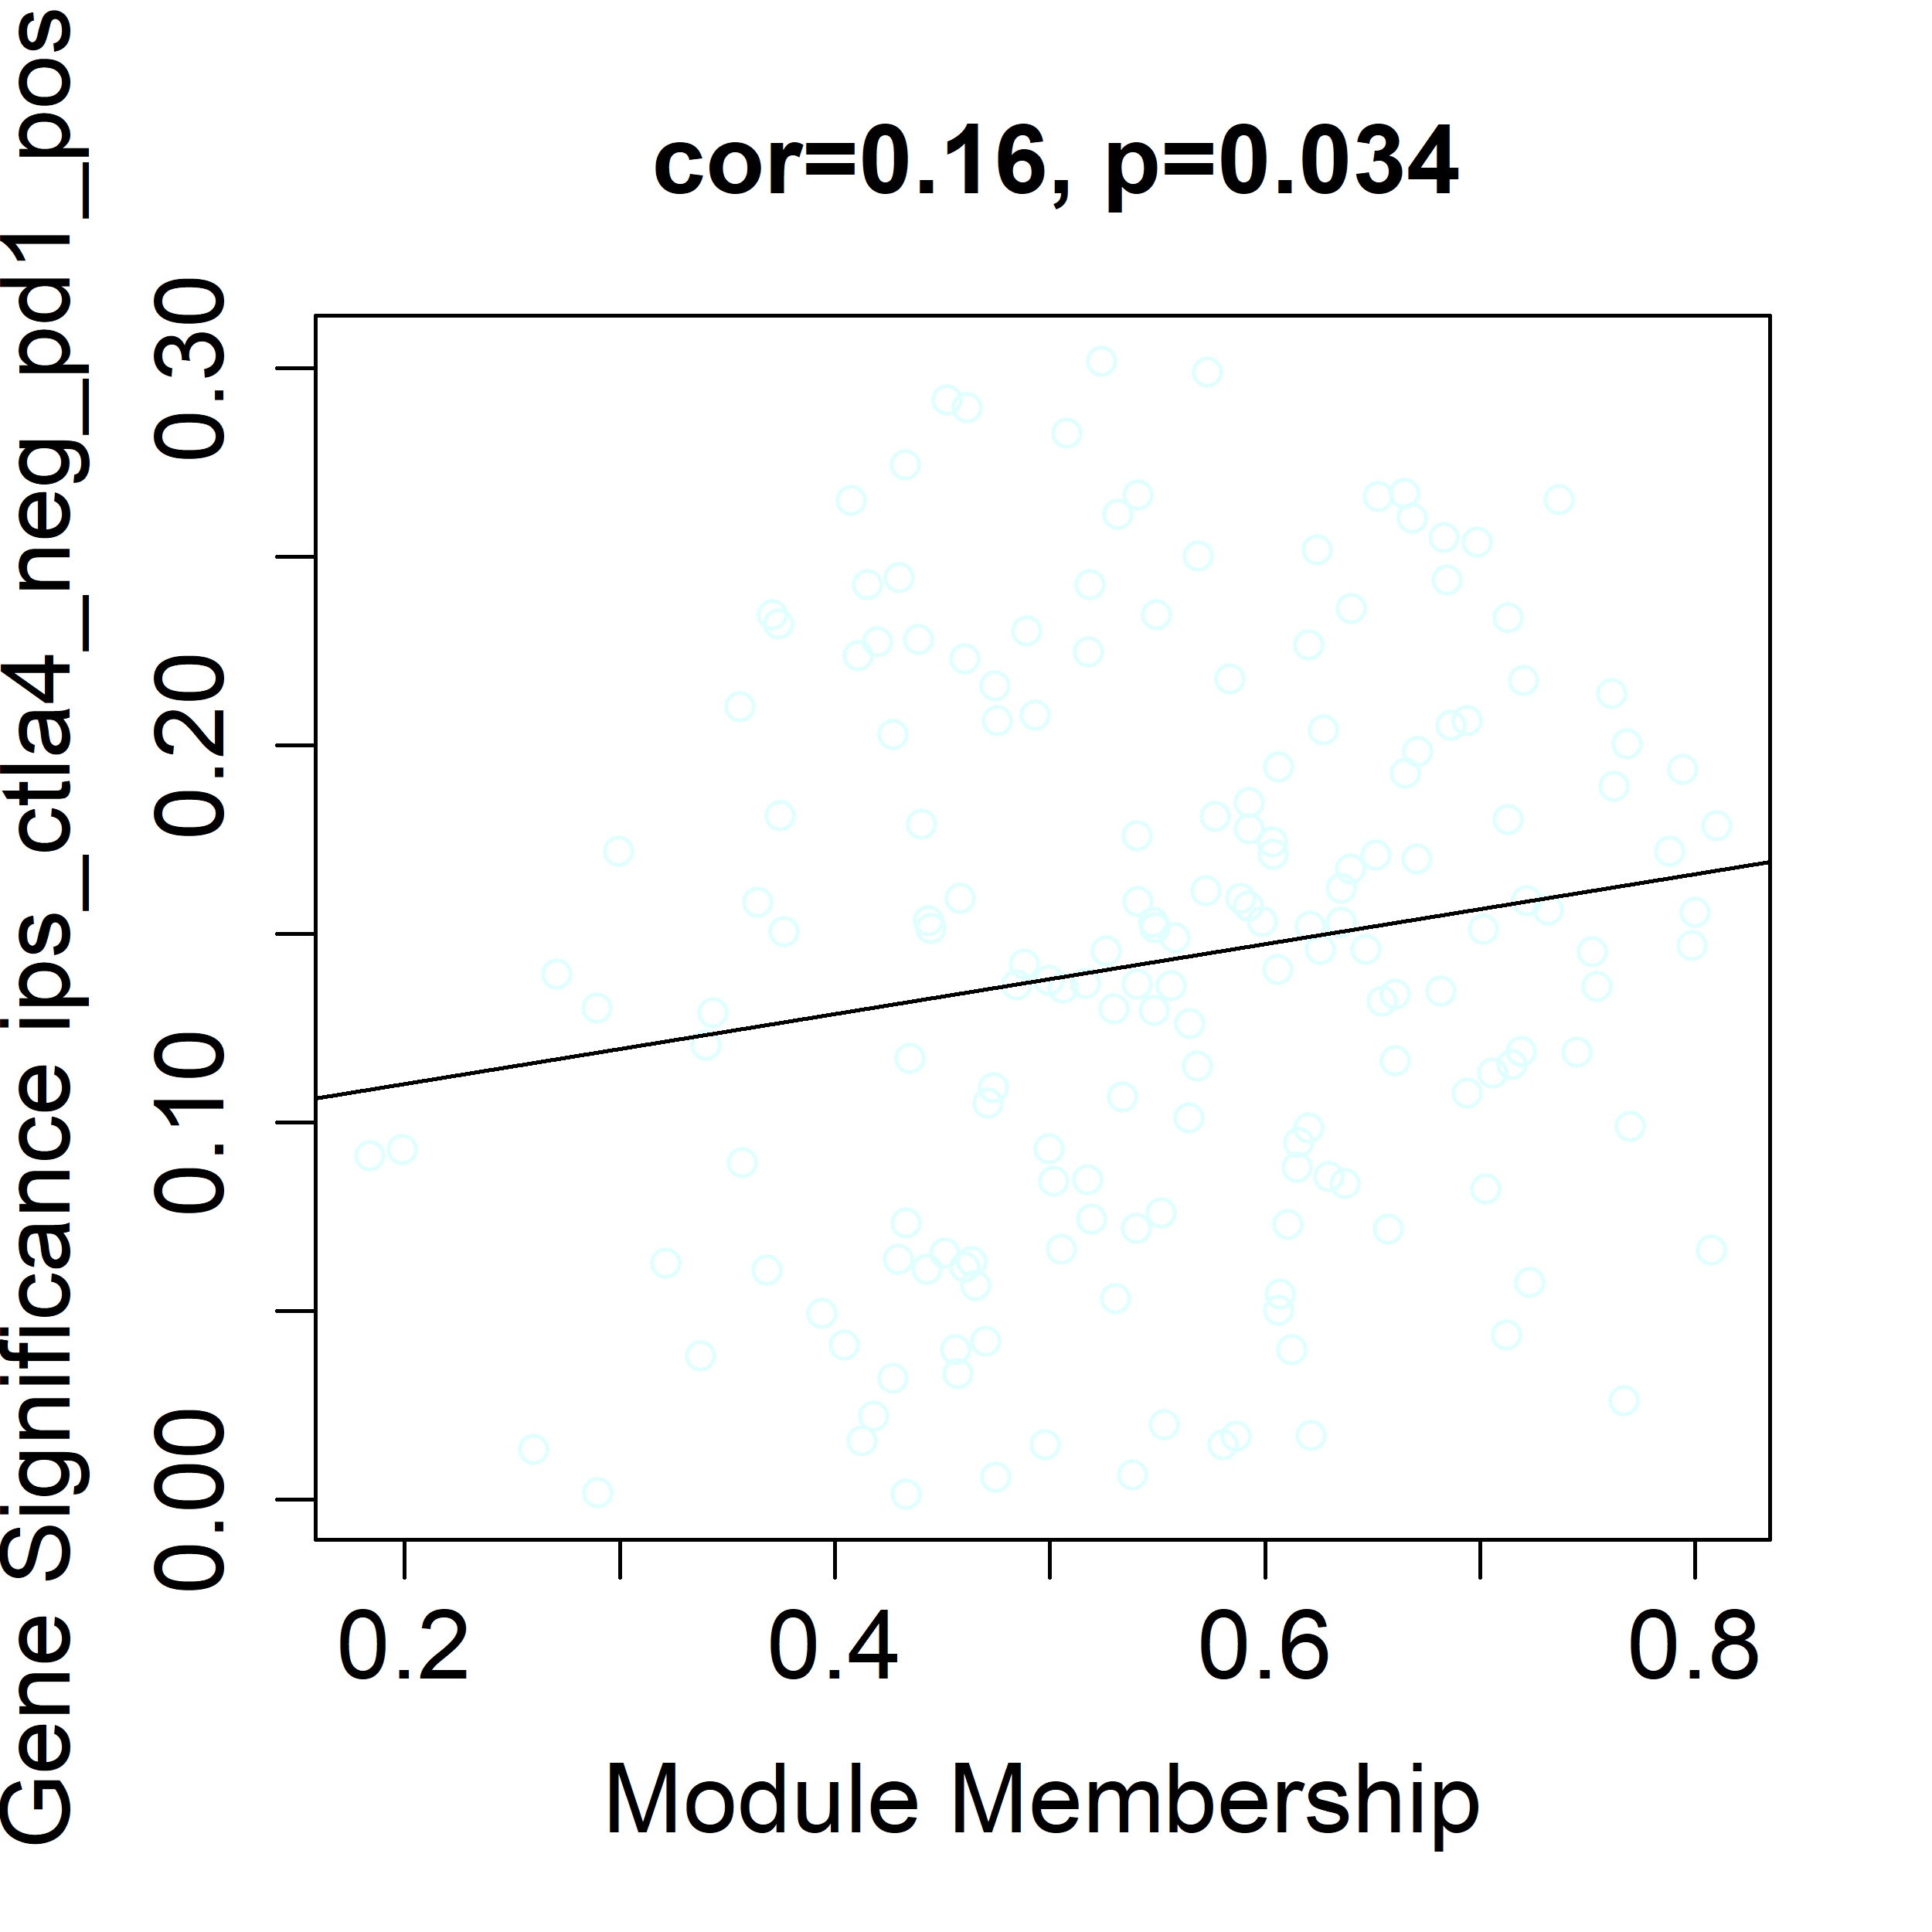 cor=0.16, p=0.034
Gene Significance ips_ctla4_neg_pd1_pos
0.30
0.20
0.10
0.00
0.2 0.4 0.6 0.8
Module Membership